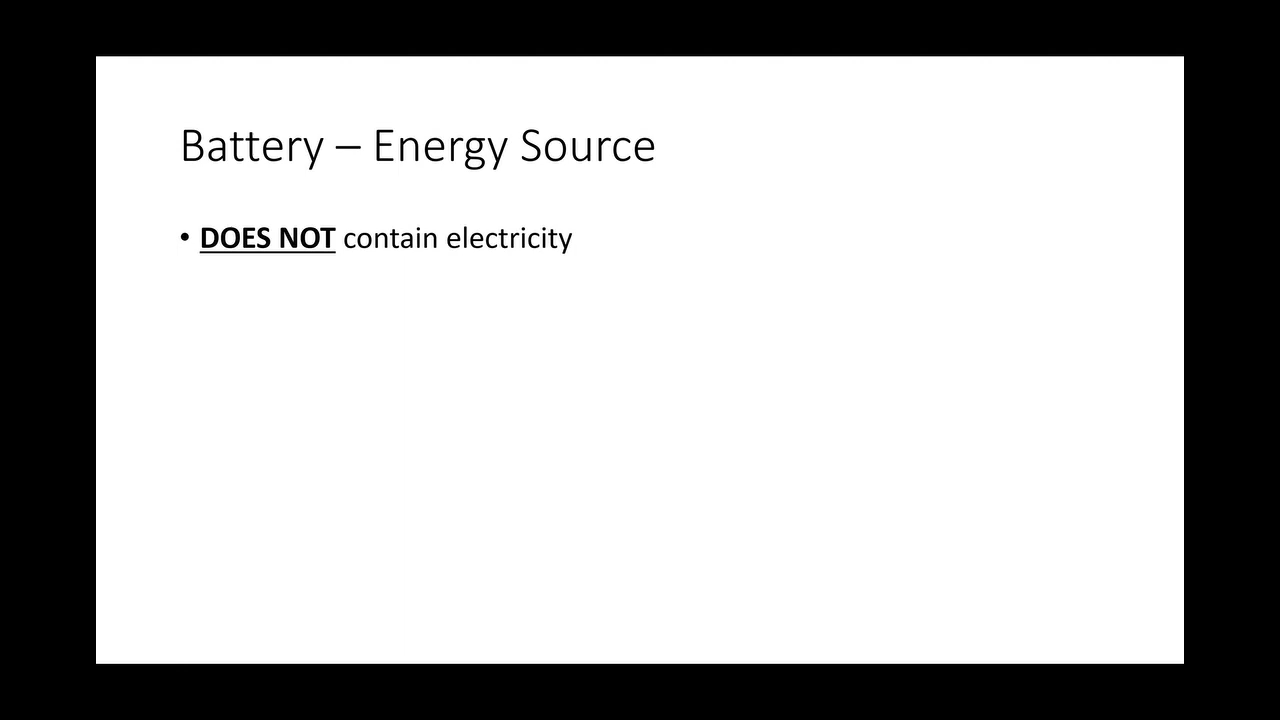 Battery – Energy Source
• DOES NOT contain electricity